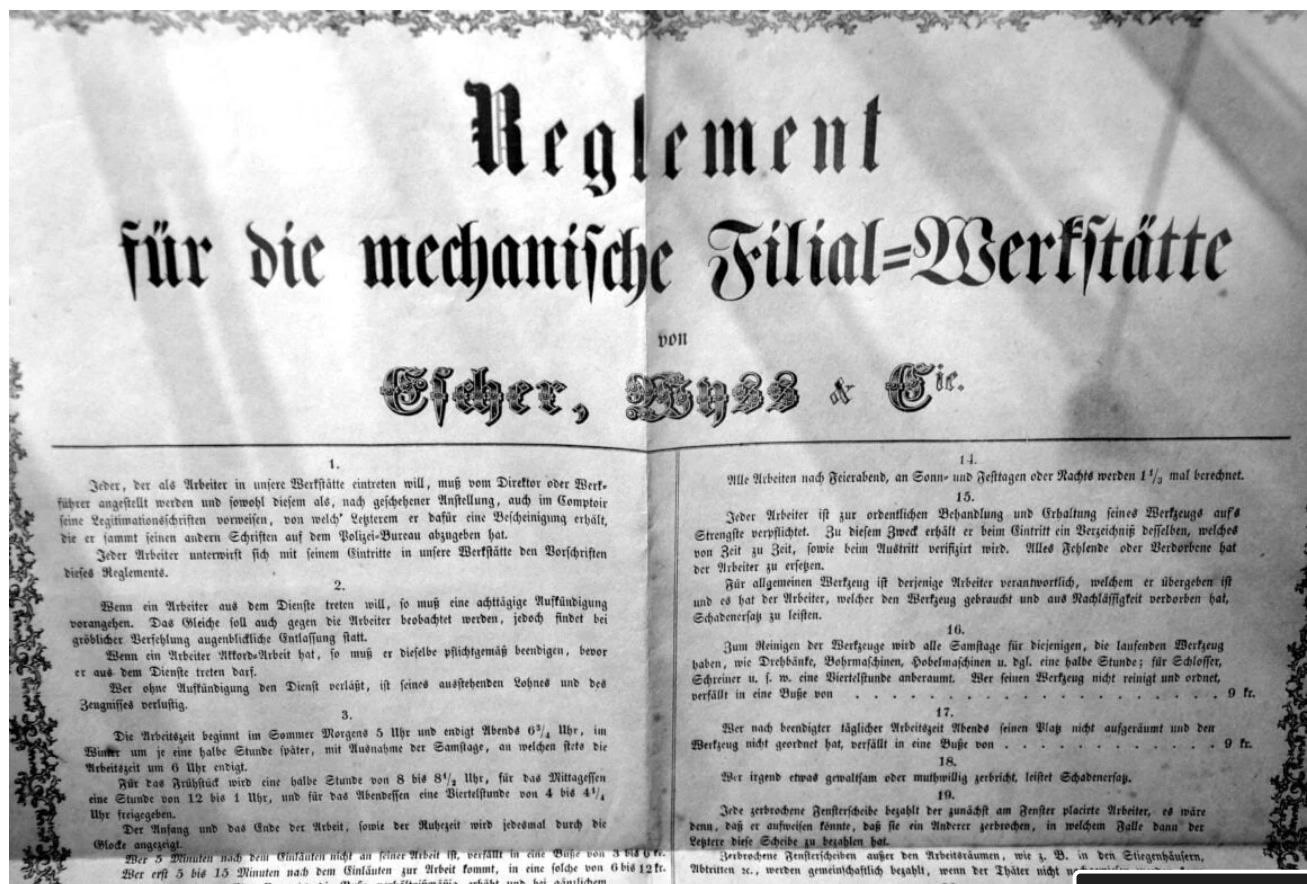 Reglement
für die mechanische Filial=Werkstätte
von
Escher, Wyss & Cie.
1.
Jeder, der als Arbeiter in unsere Werkstätte eintreten will, muß vom Direktor oder Werk-
führer angestellt werden und sowohl diesem als, nach geschehener Anstellung, auch im Comptoir
seine Legitimationsschriften vorweisen, von welch' Letzterem er dafür eine Bescheinigung erhält,
die er sammt seinen andern Schriften auf dem Polizei-Bureau abzugeben hat.
Jeder Arbeiter unterwirft sich mit seinem Eintritte in unsere Werkstätte den Vorschriften
dieses Reglements.
2.
Wenn ein Arbeiter aus dem Dienste treten will, so muß eine achttägige Aufkündigung
vorangehen. Das Gleiche soll auch gegen die Arbeiter beobachtet werden, jedoch findet bei
gröblicher Verfehlung augenblickliche Entlassung statt.
Wenn ein Arbeiter Akkord-Arbeit hat, so muß er dieselbe pflichtgemäß beendigen, bevor
er aus dem Dienste treten darf.
Wer ohne Aufkündigung den Dienst verläßt, ist seines ausstehenden Lohnes und des
Zeugnisses verlustig.
3.
Die Arbeitszeit beginnt im Sommer Morgens 5 Uhr und endigt Abends 6¾ Uhr, im
Winter um je eine halbe Stunde später, mit Ausnahme der Samstage, an welchen stets die
Arbeitszeit um 6 Uhr endigt.
Für das Frühstück wird eine halbe Stunde von 8 bis 8½ Uhr, für das Mittagessen
eine Stunde von 12 bis 1 Uhr, und für das Abendessen eine Viertelstunde von 4 bis 4¼
Uhr freigegeben.
Der Anfang und das Ende der Arbeit, sowie der Ruhezeit wird jedesmal durch die
Glocke angezeigt.
Wer 5 Minuten nach dem Einläuten nicht an seiner Arbeit ist, verfällt in eine Buße von 3 bis 6 kr.
Wer erst 5 bis 15 Minuten nach dem Einläuten zur Arbeit kommt, in eine solche von 6 bis 12 kr.
14.
Alle Arbeiten nach Feierabend, an Sonn- und Festtagen oder Nachts werden 1⅓ mal berechnet.
15.
Jeder Arbeiter ist zur ordentlichen Behandlung und Erhaltung seines Werkzeugs auf's
Strengste verpflichtet. Zu diesem Zweck erhält er beim Eintritt ein Verzeichniß desselben, welches
von Zeit zu Zeit, sowie beim Austritt verifizirt wird. Alles Fehlende oder Verdorbene hat
der Arbeiter zu ersetzen.
Für allgemeinen Werkzeug ist derjenige Arbeiter verantwortlich, welchem er übergeben ist
und es hat der Arbeiter, welcher den Werkzeug gebraucht und aus Nachläßigkeit verdorben hat,
Schadenersatz zu leisten.
16.
Zum Reinigen der Werkzeuge wird alle Samstage für diejenigen, die laufenden Werkzeug
haben, wie Drehbänke, Bohrmaschinen, Hobelmaschinen u. dgl. eine halbe Stunde; für Schlosser,
Schreiner u. s. w. eine Viertelstunde anberaumt. Wer seinen Werkzeug nicht reinigt und ordnet,
verfällt in eine Buße von . . . . . . . . . . . . . . . . . 9 kr.
17.
Wer nach beendigter täglicher Arbeitszeit Abends seinen Platz nicht aufgeräumt und den
Werkzeug nicht geordnet hat, verfällt in eine Buße von . . . . . . . . . . . 9 kr.
18.
Wer irgend etwas gewaltsam oder muthwillig zerbricht, leistet Schadenersatz.
19.
Jede zerbrochene Fensterscheibe bezahlt der zunächst am Fenster placirte Arbeiter, es wäre
denn, daß er aufweisen könnte, daß sie ein Anderer zerbrochen, in welchem Falle dann der
Letztere diese Scheibe zu bezahlen hat.
Zerbrochene Fensterscheiben außer den Arbeitsräumen, wie z. B. in den Stiegenhäusern,
Abtritten ꝛc., werden gemeinschaftlich bezahlt, wenn der Thäter nicht